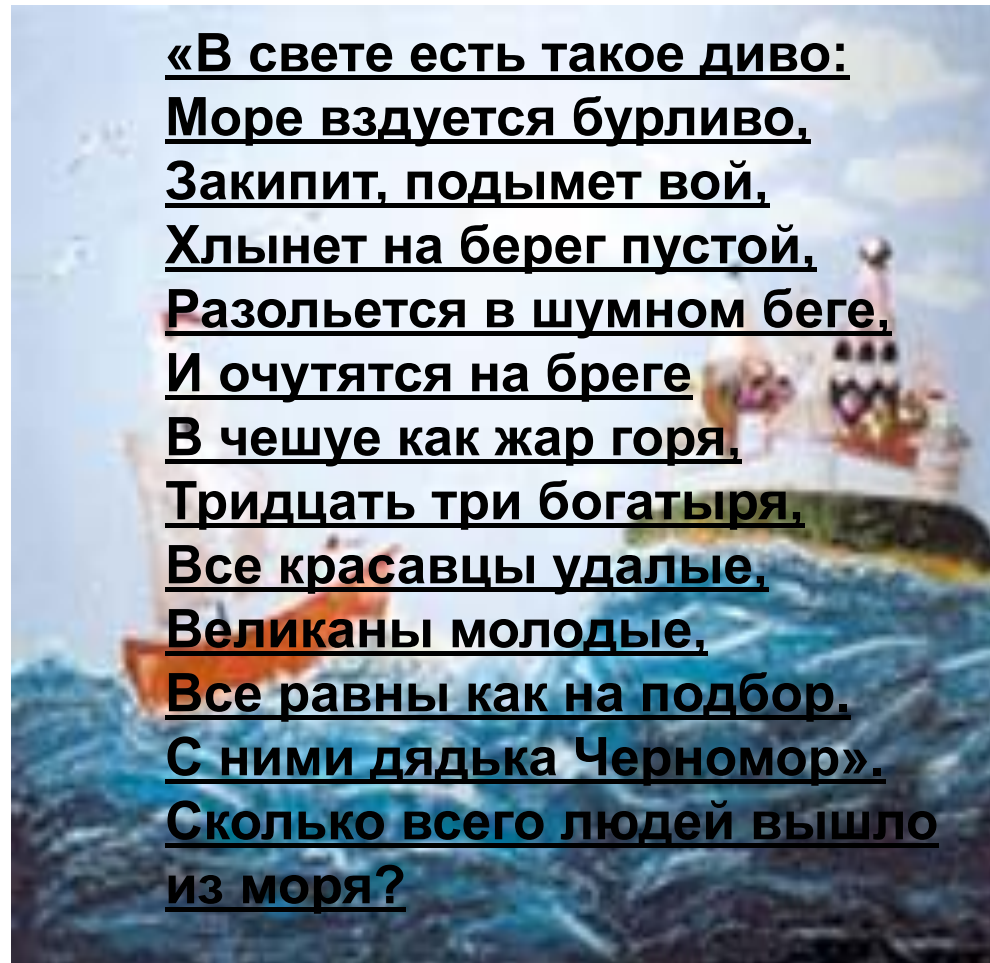 «В свете есть такое диво:
Море вздуется бурливо,
Закипит, подымет вой,
Хлынет на берег пустой,
Разольется в шумном беге,
И очутятся на бреге
В чешуе как жар горя,
Тридцать три богатыря,
Все красавцы удалые,
Великаны молодые,
Все равны как на подбор.
С ними дядька Черномор».
Сколько всего людей вышло
из моря?